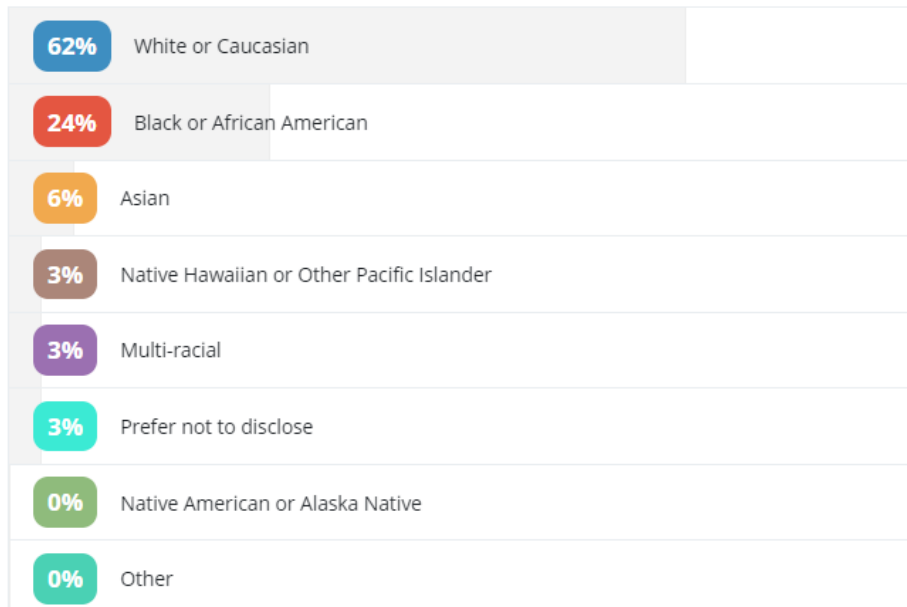 62% White or Caucasian
24% Black or African American
6% Asian
3% Native Hawaiian or Other Pacific Islander
3% Multi-racial
3% Prefer not to disclose
0% Native American or Alaska Native
0% Other